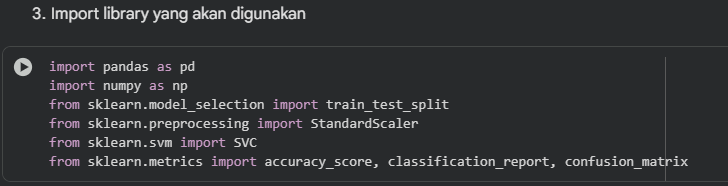 3. Import library yang akan digunakan
import pandas as pd
import numpy as np
from sklearn.model_selection import train_test_split
from sklearn.preprocessing import StandardScaler
from sklearn.svm import SVC
from sklearn.metrics import accuracy_score, classification_report, confusion_matrix